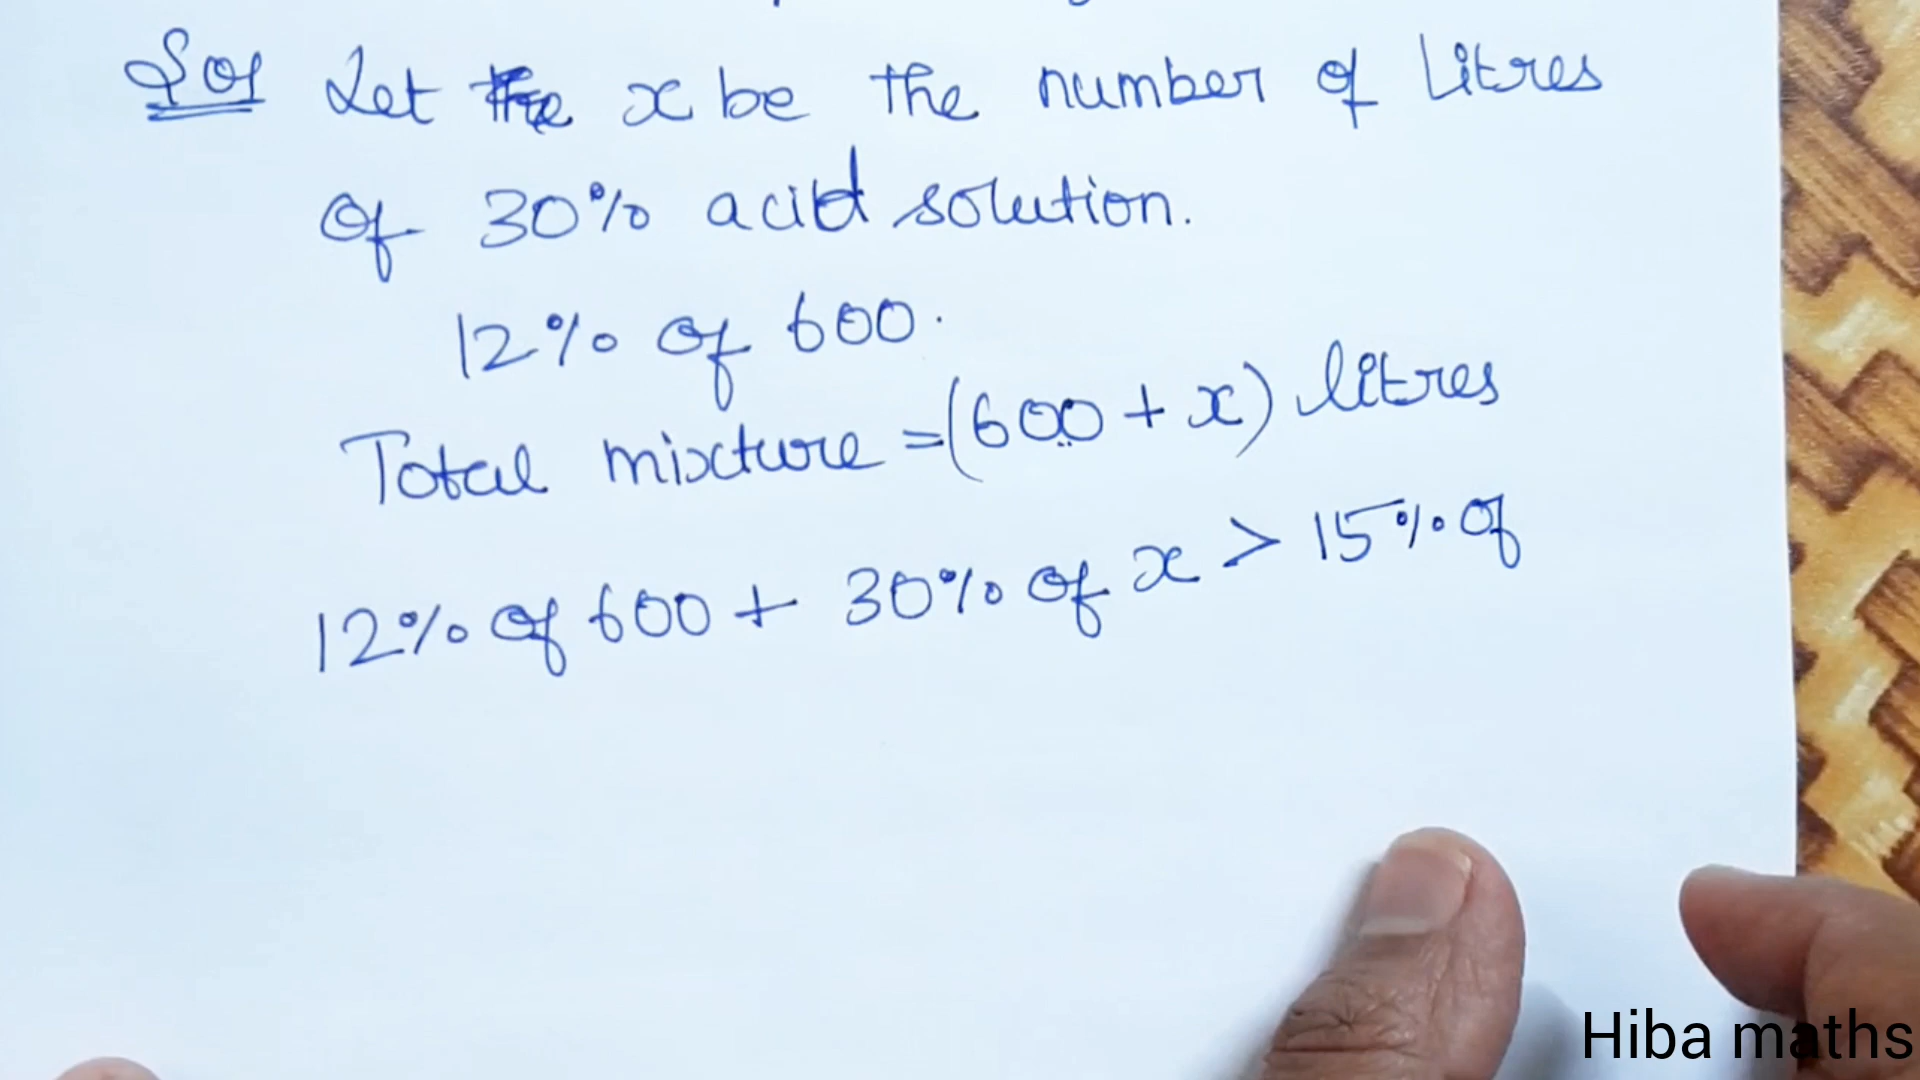 Sol Let the x be the number of Litres
of 30% acid solution.
12% of 600.
Total mixture = (600 + x) litres
12% of 600 + 30% of x > 15% of
Hiba maths